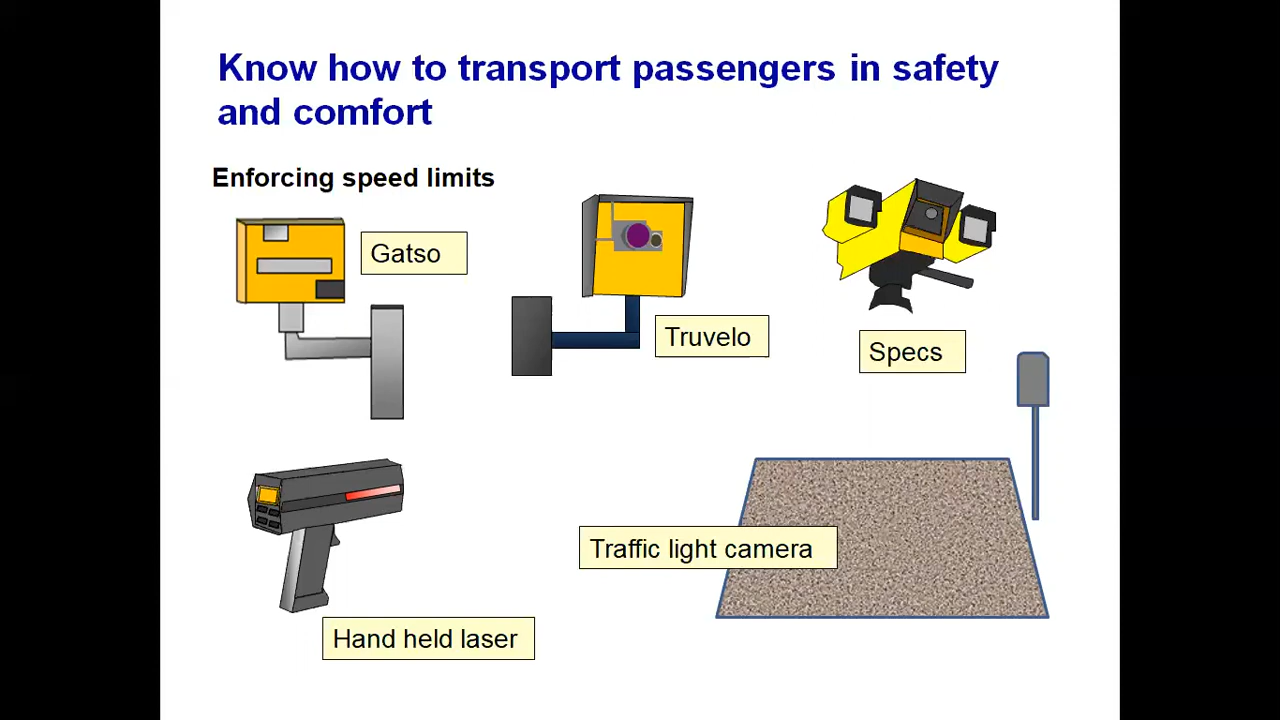 Know how to transport passengers in safety
and comfort
Enforcing speed limits
Gatso
Truvelo
Specs
Traffic light camera
Hand held laser